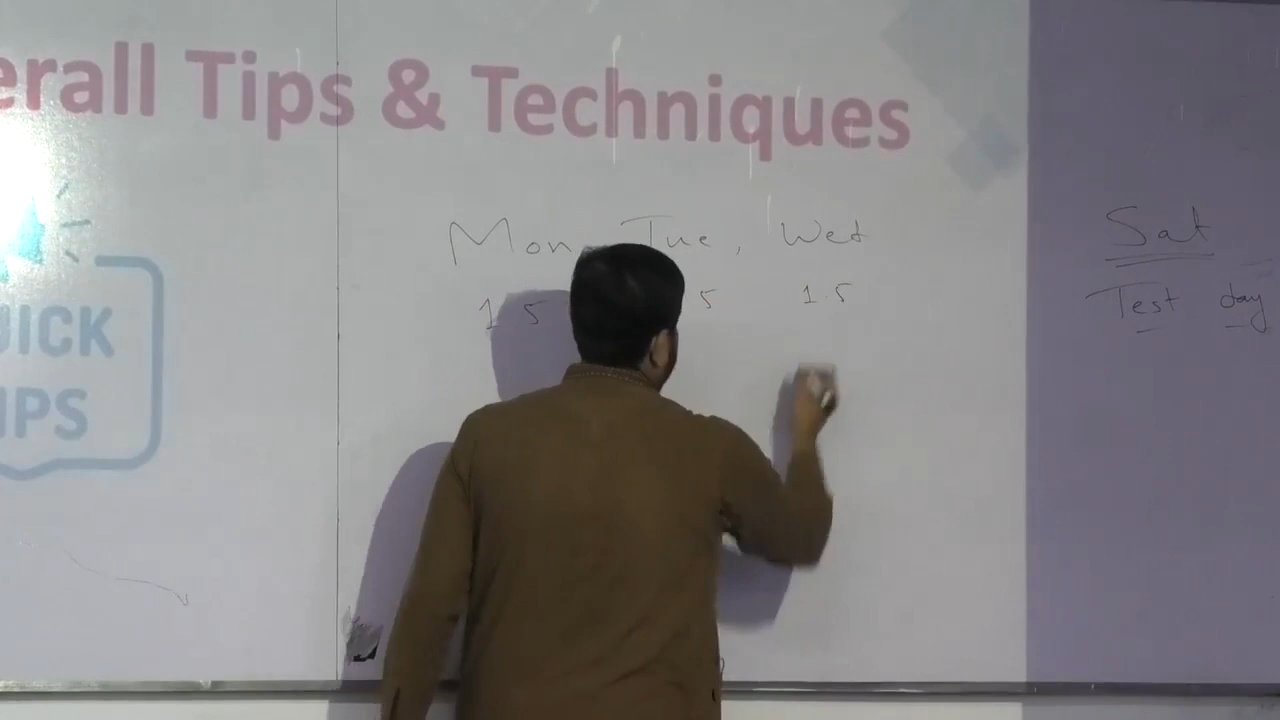 erall Tips & Techniques
Mon Tue, Wed
1 5 5 1.5
UICK
IPS
Sat
Test day